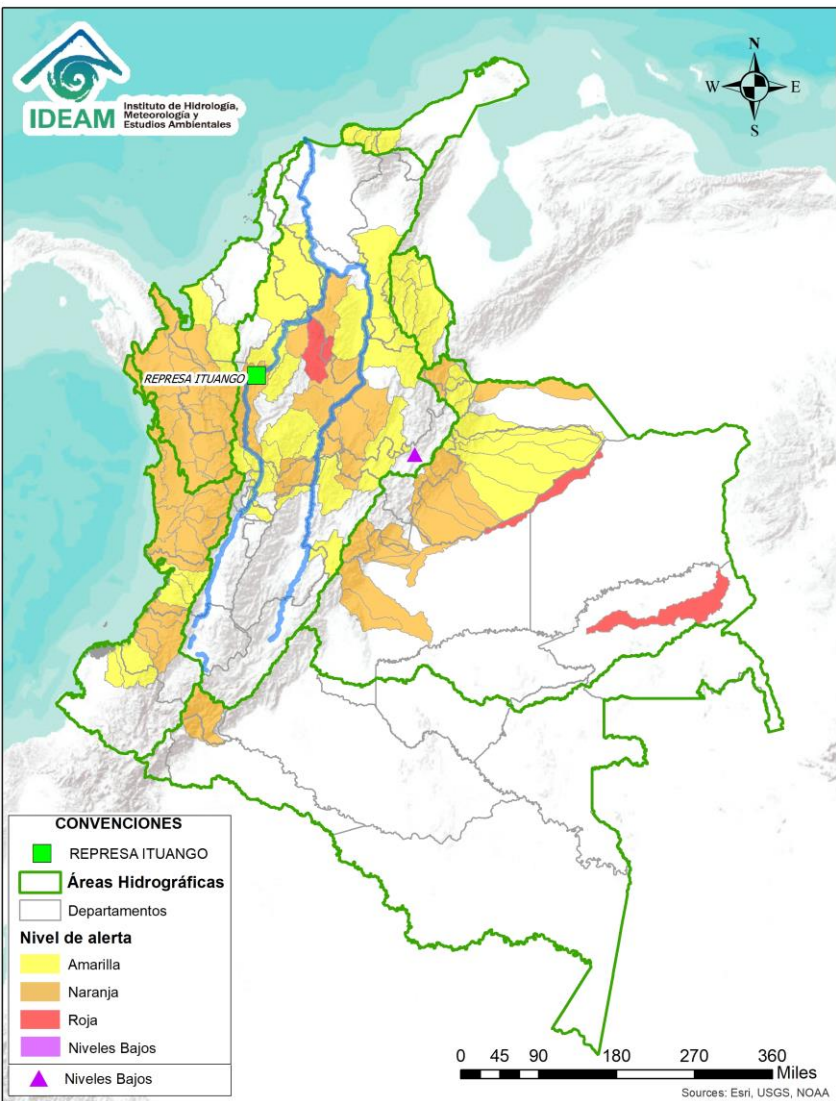 IDEAM
Instituto de Hidrología,
Meteorología y
Estudios Ambientales
N
W
E
S
REPRESA ITUANGO
CONVENCIONES
REPRESA ITUANGO
Áreas Hidrográficas
Departamentos
Nivel de alerta
Amarilla
Naranja
Roja
Niveles Bajos
Niveles Bajos
0 45 90 180 270 360
Miles
Sources: Esri, USGS, NOAA